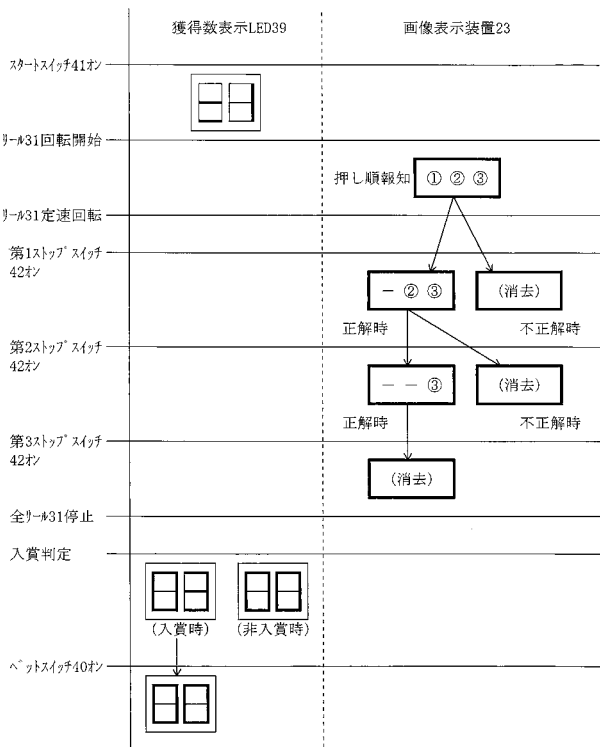 獲得数表示LED39
画像表示装置23
スタートスイッチ41オン
リール31回転開始
押し順報知
① ② ③
リール31定速回転
第1ストップスイッチ
42オン
－ ② ③
(消去)
正解時
不正解時
第2ストップスイッチ
42オン
－ － ③
(消去)
正解時
不正解時
第3ストップスイッチ
42オン
(消去)
全リール31停止
入賞判定
(入賞時)
(非入賞時)
ベットスイッチ40オン